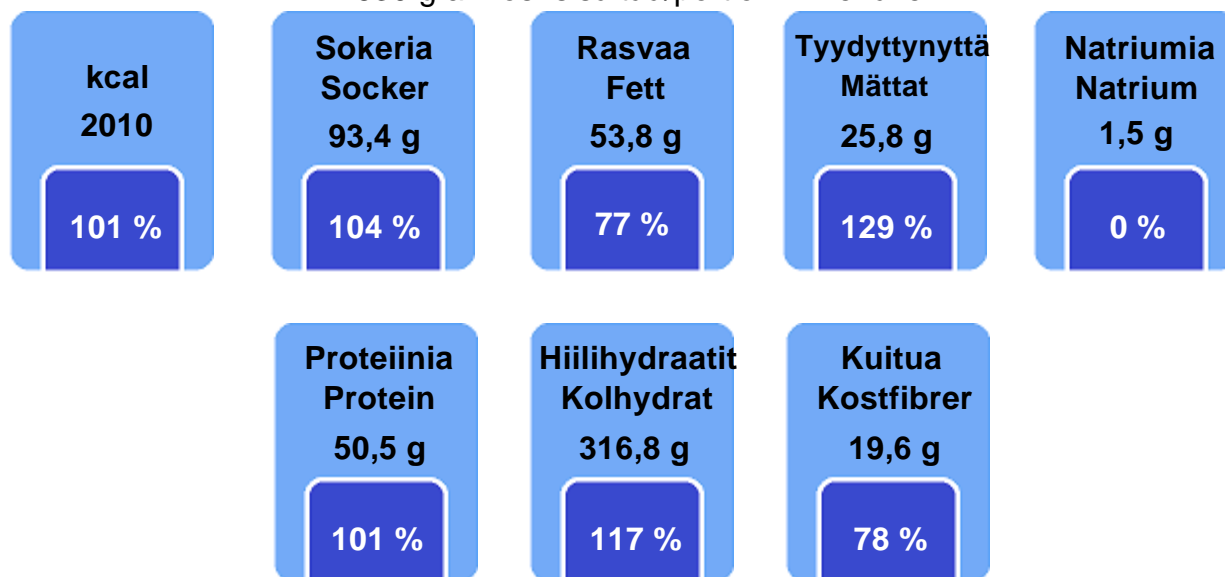 kcal
2010
101 %
Sokeria
Socker
93,4 g
104 %
Rasvaa
Fett
53,8 g
77 %
Tyydyttynyttä
Mättat
25,8 g
129 %
Natriumia
Natrium
1,5 g
0 %
Proteiinia
Protein
50,5 g
101 %
Hiilihydraatit
Kolhydrat
316,8 g
117 %
Kuitua
Kostfibrer
19,6 g
78 %